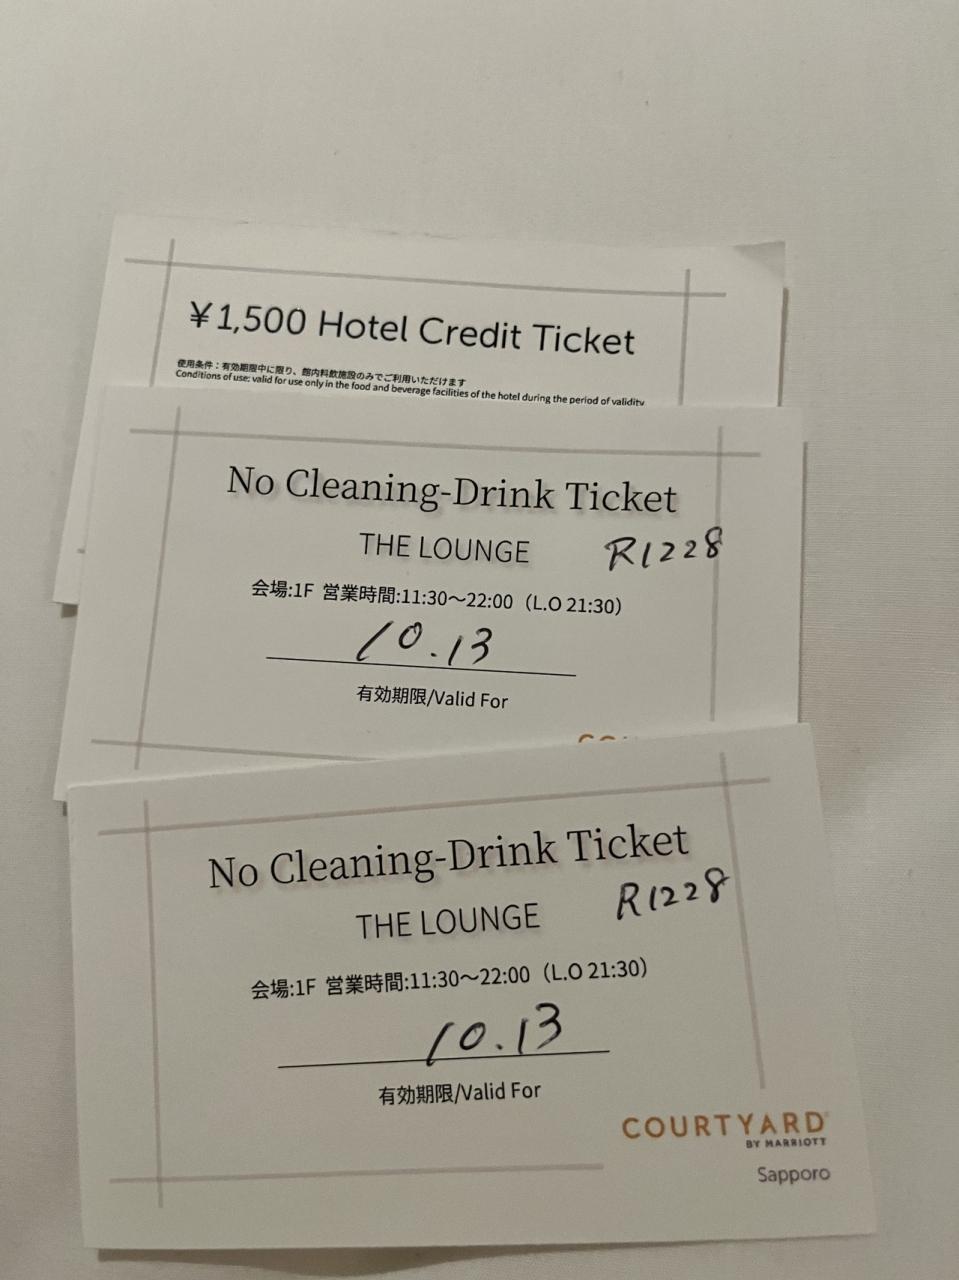 ¥1,500 Hotel Credit Ticket
使用条件：有効期限中に限り、館内料飲施設のみでご利用いただけます
Conditions of use: valid for use only in the food and beverage facilities of the hotel during the period of validity
No Cleaning-Drink Ticket
THE LOUNGE
R1228
会場:1F 営業時間:11:30～22:00（L.O 21:30）
10.13
有効期限/Valid For
No Cleaning-Drink Ticket
THE LOUNGE
R1228
会場:1F 営業時間:11:30～22:00（L.O 21:30）
10.13
有効期限/Valid For
COURTYARD
BY MARRIOTT
Sapporo